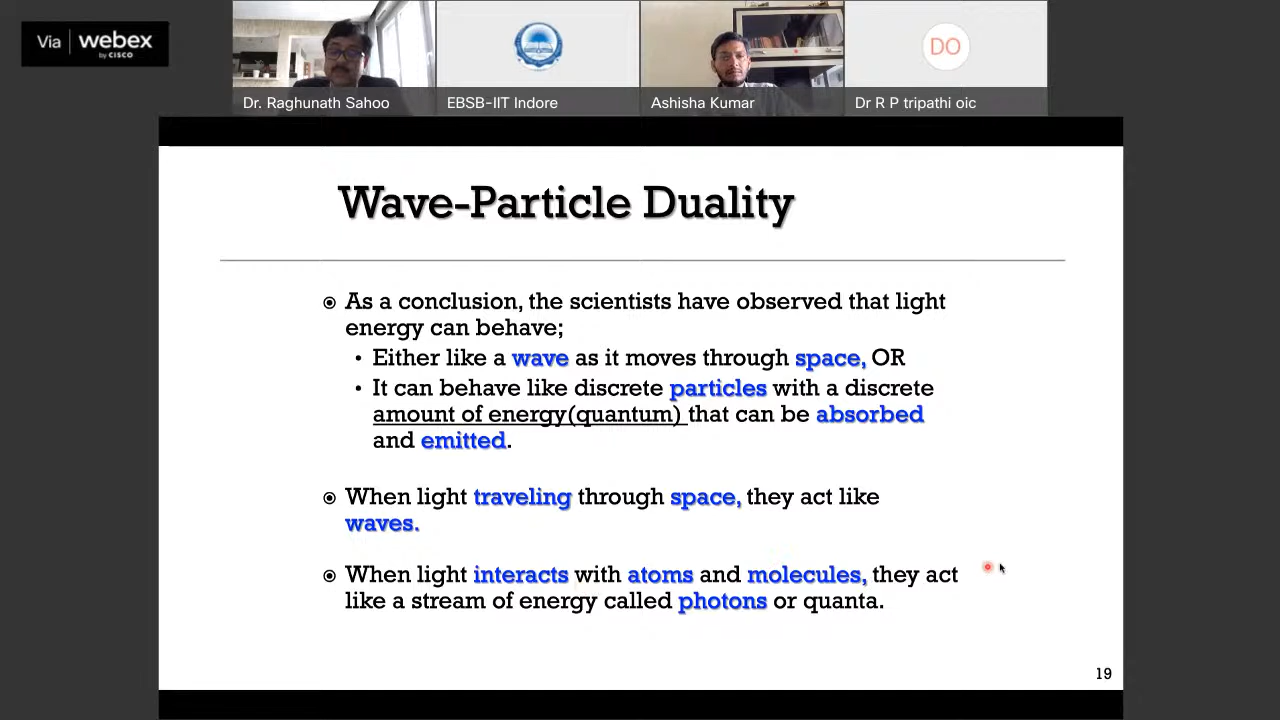 Via webex
by CISCO
Dr. Raghunath Sahoo
EBSB-IIT Indore
Ashisha Kumar
DO
Dr R P tripathi oic
Wave-Particle Duality
As a conclusion, the scientists have observed that light
energy can behave;
• Either like a wave as it moves through space, OR
• It can behave like discrete particles with a discrete
amount of energy(quantum) that can be absorbed
and emitted.
When light traveling through space, they act like
waves.
When light interacts with atoms and molecules, they act
like a stream of energy called photons or quanta.
19